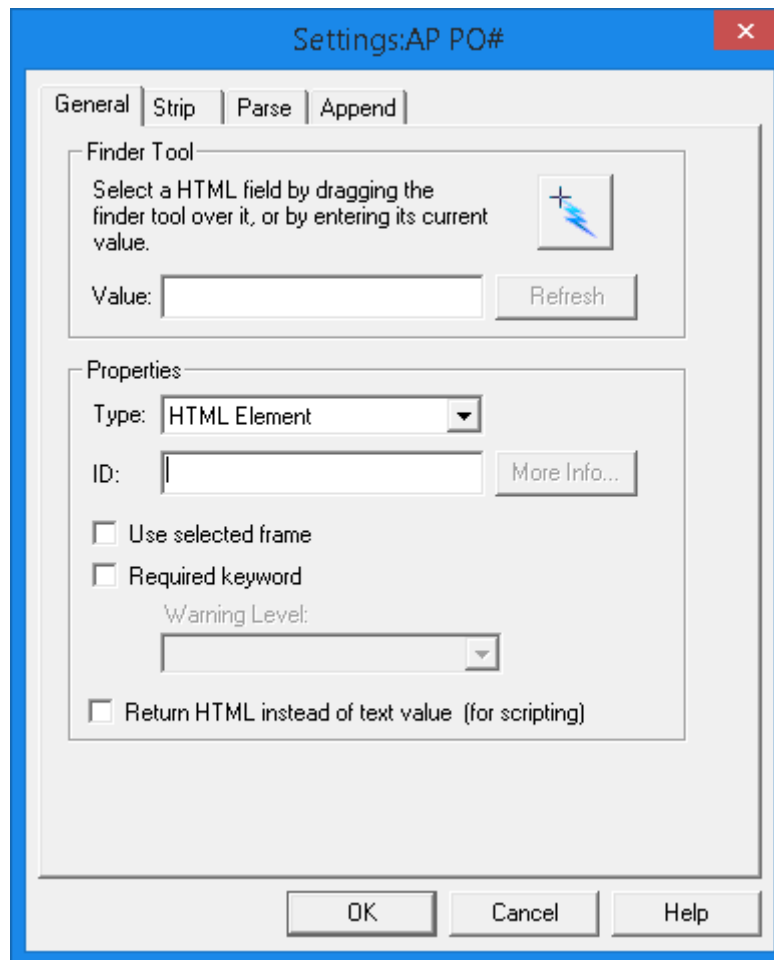 Settings:AP PO#
General Strip Parse Append
Finder Tool
Select a HTML field by dragging the
finder tool over it, or by entering its current
value.
Value: Refresh
Properties
Type: HTML Element
ID: More Info...
Use selected frame
Required keyword
Warning Level:
Return HTML instead of text value (for scripting)
OK Cancel Help